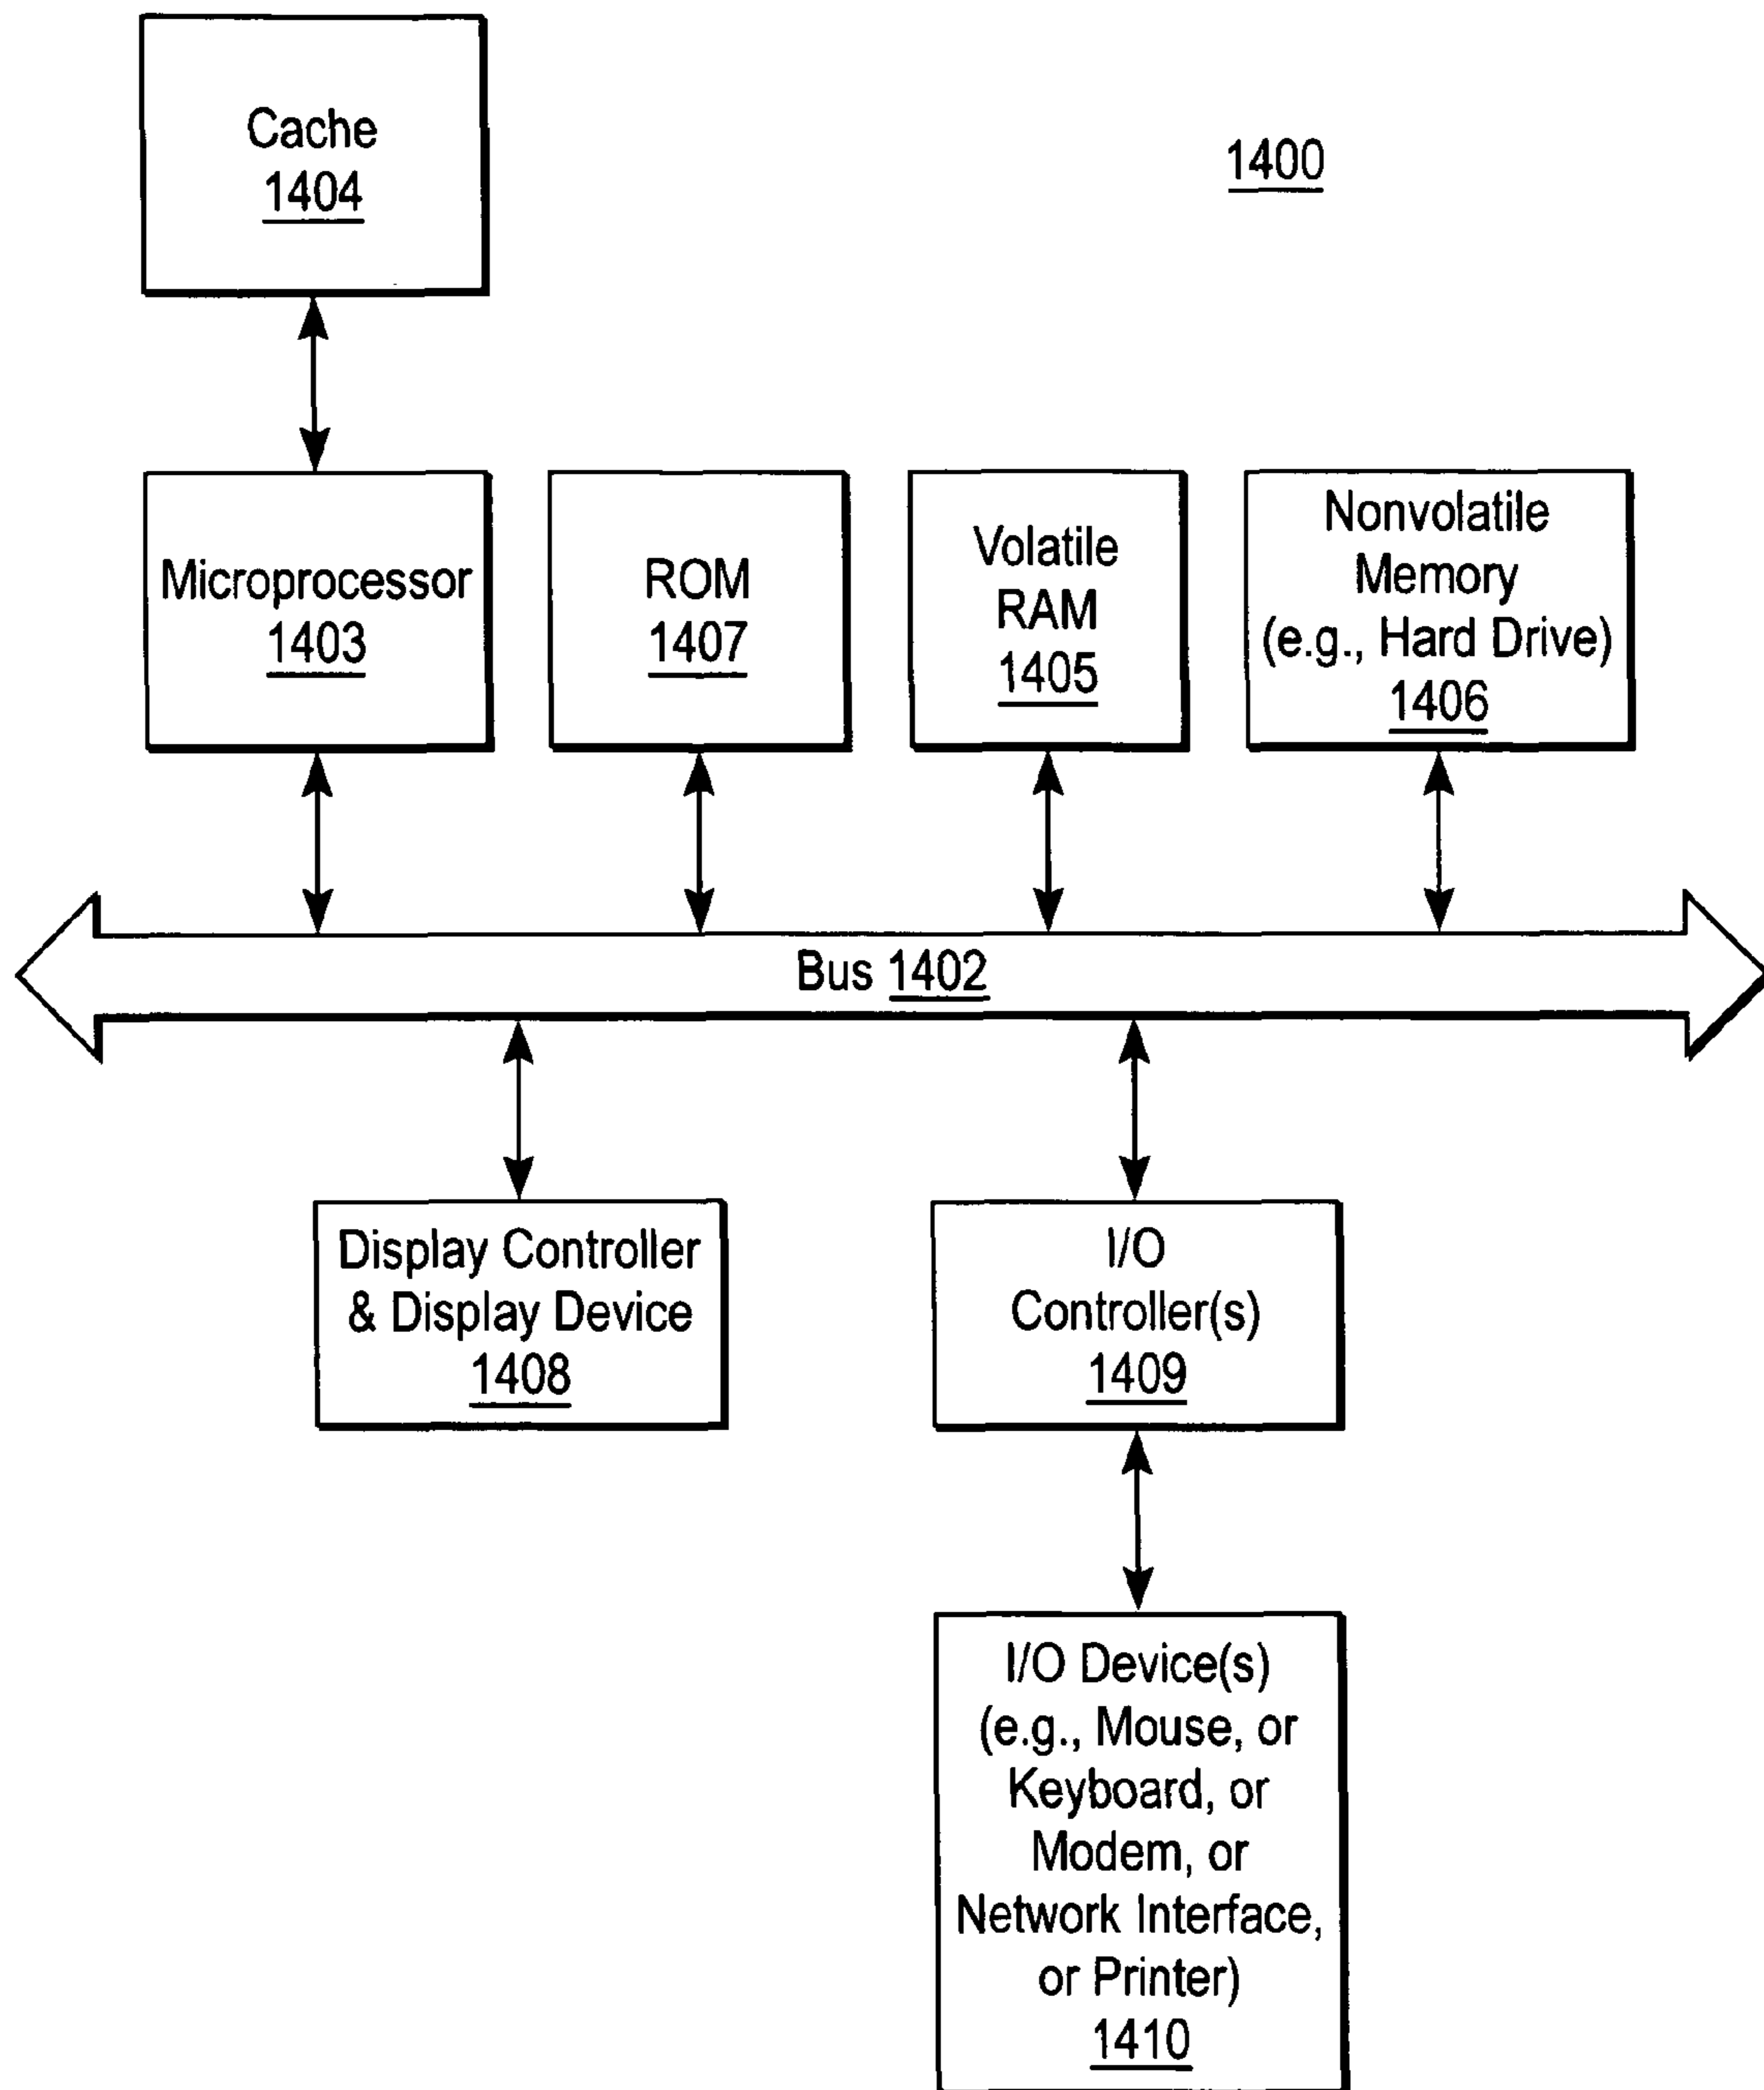 Cache
1404
1400
Microprocessor
1403
ROM
1407
Volatile
RAM
1405
Nonvolatile
Memory
(e.g., Hard Drive)
1406
Bus 1402
Display Controller
& Display Device
1408
I/O
Controller(s)
1409
I/O Device(s)
(e.g., Mouse, or
Keyboard, or
Modem, or
Network Interface,
or Printer)
1410